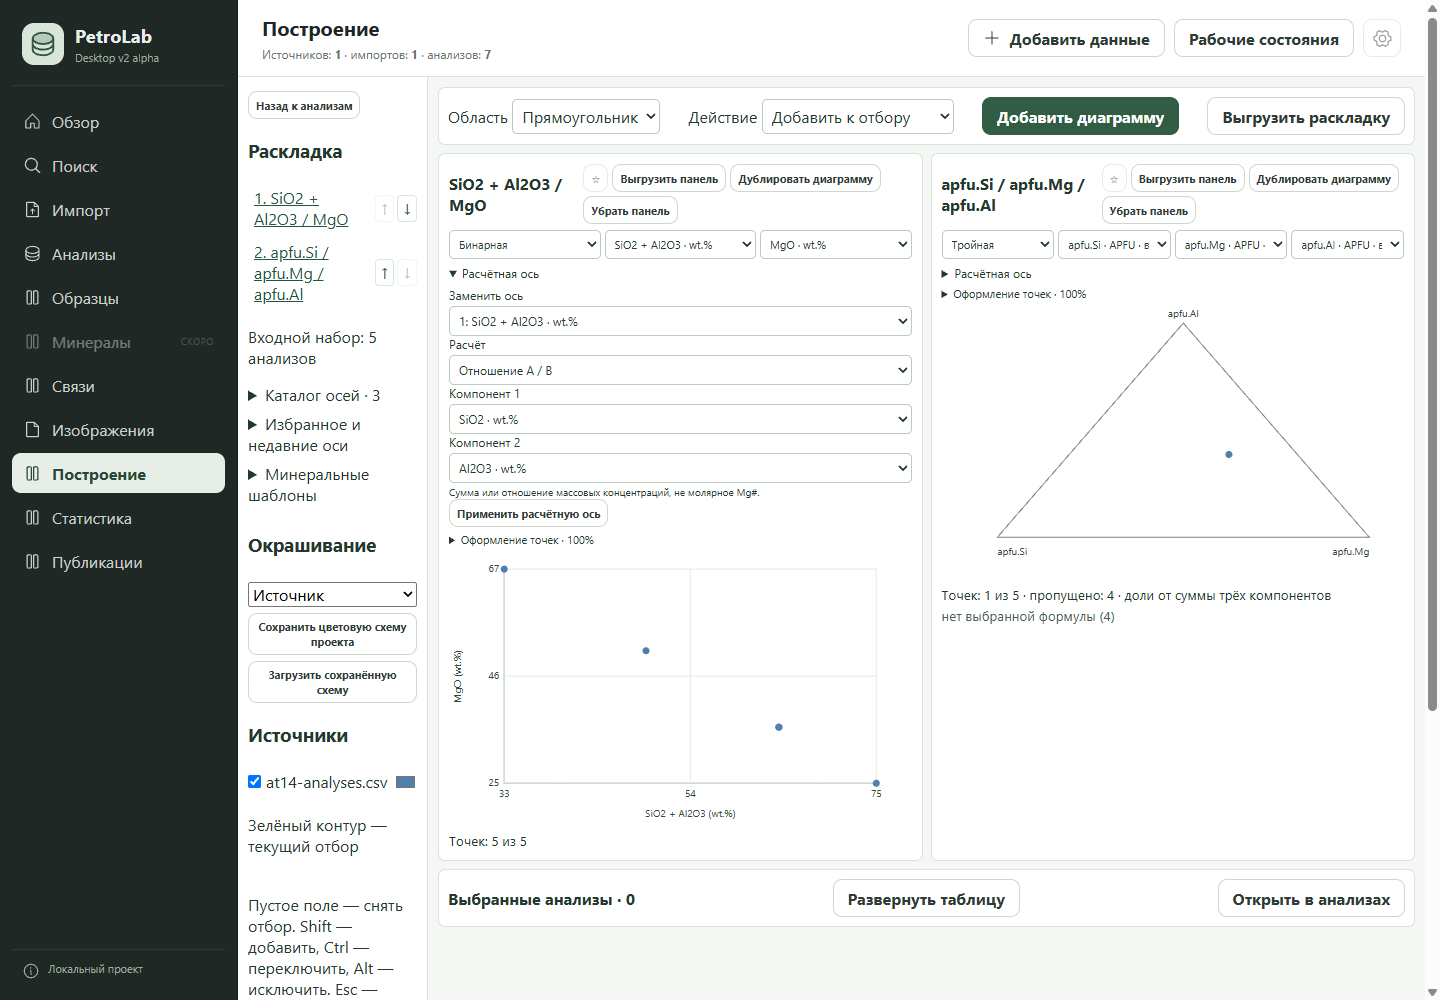 PetroLab
Desktop v2 alpha
Обзор
Поиск
Импорт
Анализы
Образцы
Минералы
СКОРО
Связи
Изображения
Построение
Статистика
Публикации
Локальный проект
Построение
Источников: 1 · импортов: 1 · анализов: 7
Добавить данные
Рабочие состояния
Назад к анализам
Раскладка
1. SiO2 +
Al2O3 / MgO
↑
↓
2. apfu.Si /
apfu.Mg /
apfu.Al
↑
↓
Входной набор: 5
анализов
Каталог осей · 3
Избранное и
недавние оси
Минеральные
шаблоны
Окрашивание
Источник
Сохранить цветовую схему
проекта
Загрузить сохранённую
схему
Источники
at14-analyses.csv
Зелёный контур —
текущий отбор
Пустое поле — снять
отбор. Shift —
добавить, Ctrl —
переключить, Alt —
исключить. Esc —
Область
Прямоугольник
Действие
Добавить к отбору
Добавить диаграмму
Выгрузить раскладку
SiO2 + Al2O3 /
MgO
☆
Выгрузить панель
Дублировать диаграмму
Убрать панель
Бинарная
SiO2 + Al2O3 · wt.%
MgO · wt.%
Расчётная ось
Заменить ось
1: SiO2 + Al2O3 · wt.%
Расчёт
Отношение A / B
Компонент 1
SiO2 · wt.%
Компонент 2
Al2O3 · wt.%
Сумма или отношение массовых концентраций, не молярное Mg#.
Применить расчётную ось
Оформление точек · 100%
67
46
25
33
54
75
MgO (wt.%)
SiO2 + Al2O3 (wt.%)
Точек: 5 из 5
apfu.Si / apfu.Mg /
apfu.Al
☆
Выгрузить панель
Дублировать диаграмму
Убрать панель
Тройная
apfu.Si · APFU · в
apfu.Mg · APFU ·
apfu.Al · APFU · в
Расчётная ось
Оформление точек · 100%
apfu.Al
apfu.Si
apfu.Mg
Точек: 1 из 5 · пропущено: 4 · доли от суммы трёх компонентов
нет выбранной формулы (4)
Выбранные анализы · 0
Развернуть таблицу
Открыть в анализах